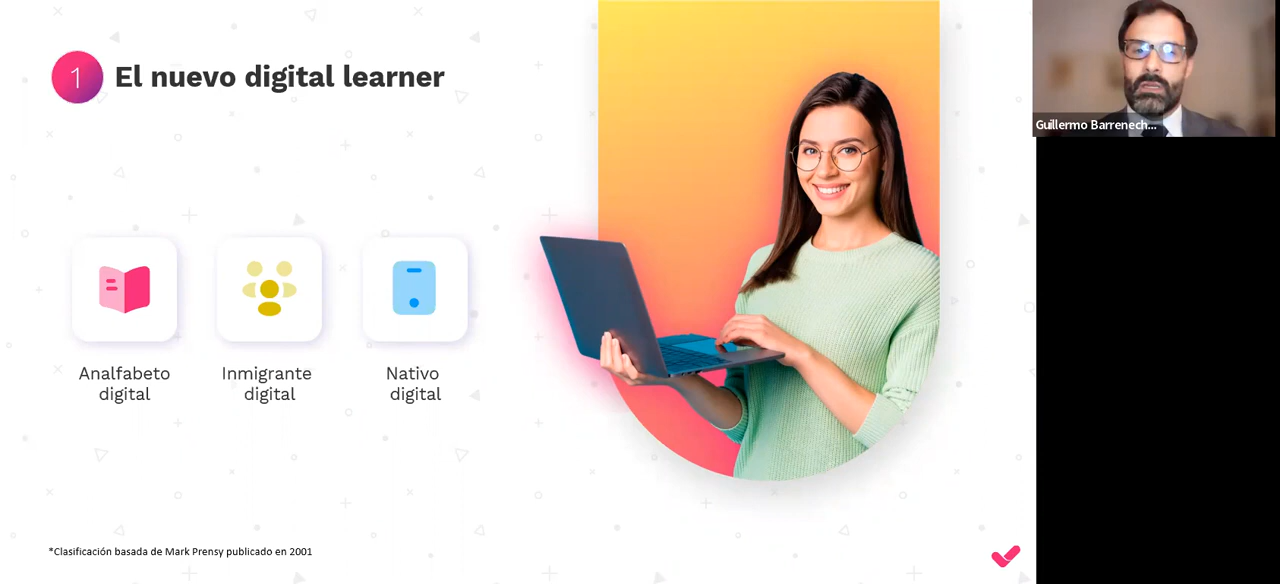 1
El nuevo digital learner
Analfabeto
digital
Inmigrante
digital
Nativo
digital
*Clasificación basada de Mark Prensy publicado en 2001
Guillermo Barrenech...